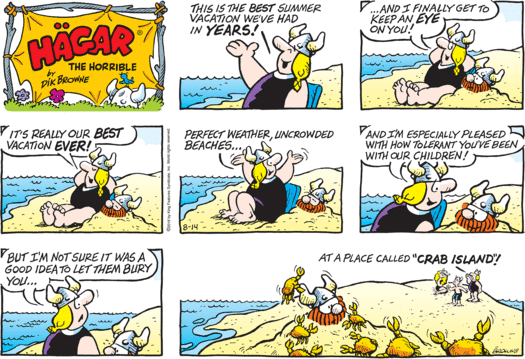 HÄGAR
THE HORRIBLE
by
DIK BROWNE
THIS IS THE BEST SUMMER
VACATION WE'VE HAD
IN YEARS!
...AND I FINALLY GET TO
KEEP AN EYE
ON YOU!
IT'S REALLY OUR BEST
VACATION EVER!
PERFECT WEATHER, UNCROWDED
BEACHES...
8-14
AND I'M ESPECIALLY PLEASED
WITH HOW TOLERANT YOU'VE BEEN
WITH OUR CHILDREN!
BUT I'M NOT SURE IT WAS A
GOOD IDEA TO LET THEM BURY
YOU...
AT A PLACE CALLED "CRAB ISLAND"!